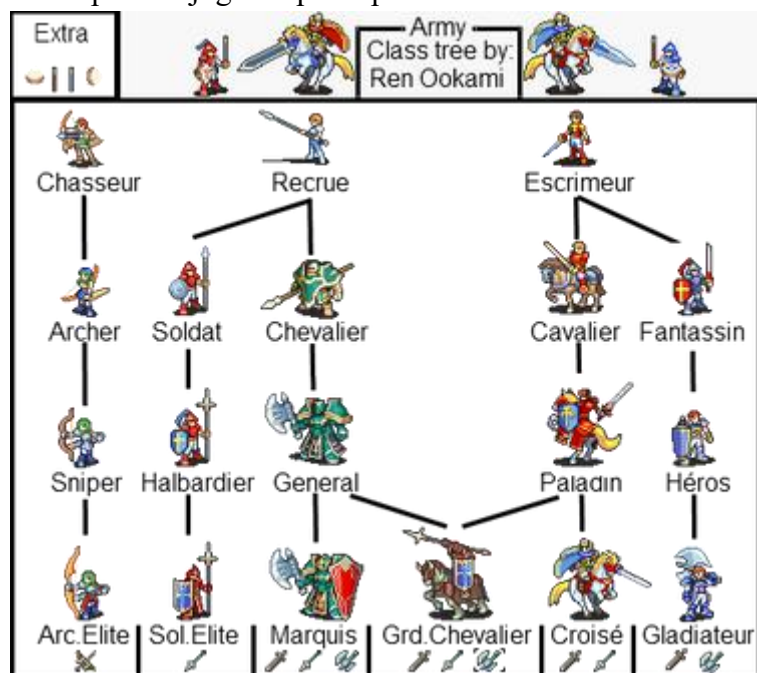 Extra
Army
Class tree by:
Ren Ookami
Chasseur Recrue Escrimeur
Archer Soldat Chevalier Cavalier Fantassin
Sniper Halbardier General Paladin Héros
Arc.Elite Sol.Elite Marquis Grd.Chevalier Croisé Gladiateur